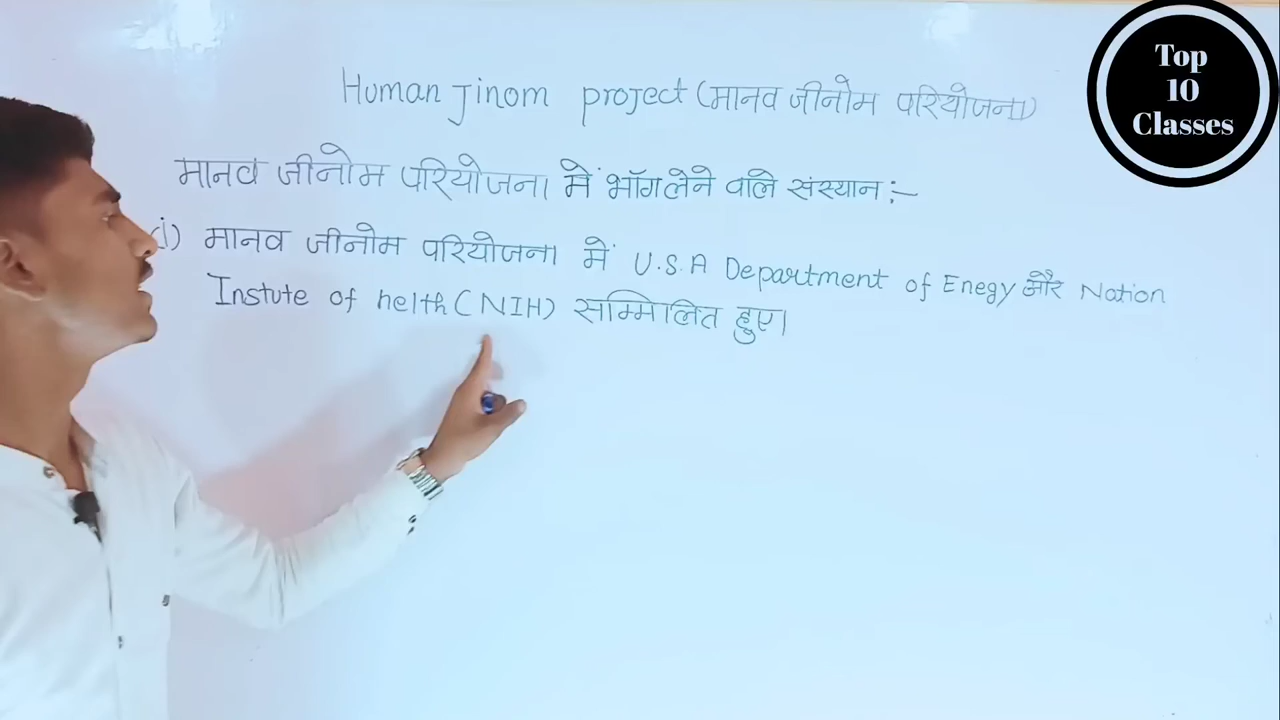 Human Jinom project (मानव जीनोम परियोजना)
मानव जीनोम परियोजना में भॉग लेने वाले संस्थान :-
(i) मानव जीनोम परियोजना में U.S.A Department of Enegy और Nation
Instute of helth (NIH) सम्मिलित हुए।
Top
10
Classes